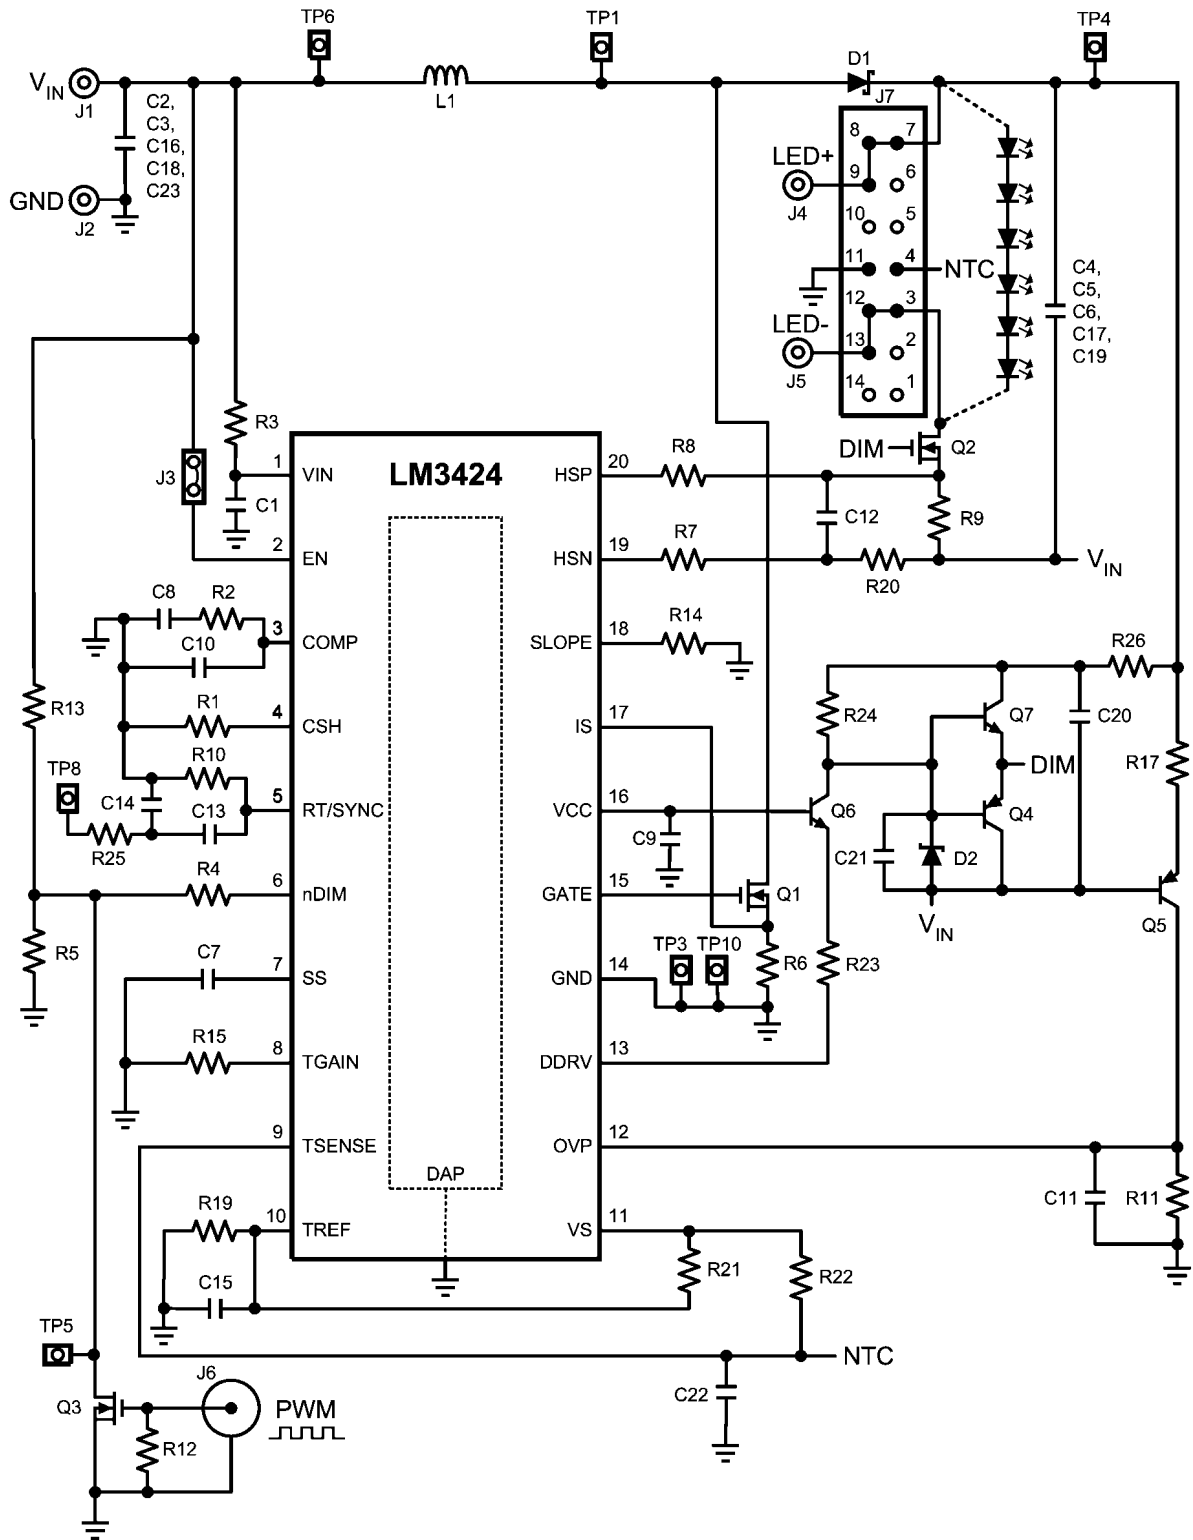 TP6
TP1
TP4
VIN
J1
C2,
C3,
C16,
C18,
C23
L1
D1
J7
GND
J2
LED+
J4
8
7
9
6
10
5
11
4
NTC
12
3
LED-
J5
13
2
14
1
C4,
C5,
C6,
C17,
C19
R3
J3
C1
LM3424
DIM
Q2
1
VIN
HSP
20
R8
C12
R9
2
EN
HSN
19
R7
R20
VIN
C8
R2
3
COMP
C10
SLOPE
18
R14
R13
R1
4
CSH
IS
17
R24
Q7
C20
R26
R17
DIM
TP8
R10
C14
C13
5
RT/SYNC
R25
VCC
16
C9
Q6
Q4
C21
D2
VIN
Q5
R4
6
nDIM
GATE
15
Q1
R5
C7
7
SS
GND
14
TP3
TP10
R6
R23
R15
8
TGAIN
DDRV
13
9
TSENSE
OVP
12
C11
R11
DAP
R19
10
TREF
VS
11
R21
R22
C15
TP5
NTC
C22
Q3
J6
PWM
R12